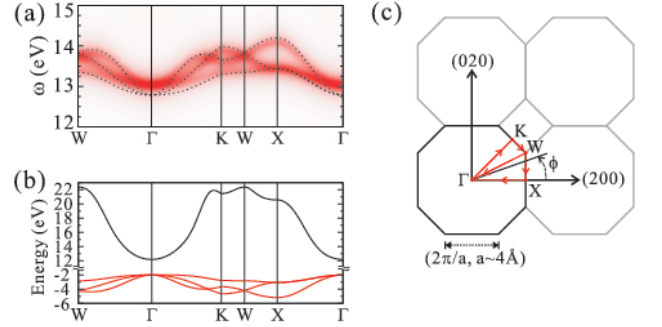 (a)
ω (eV)
15
14
13
12
W Γ K W X Γ
(b)
Energy (eV)
22
20
18
16
14
12
-2
-4
-6
W Γ K W X Γ
(c)
(020)
K
W
ϕ
Γ
X
(200)
(2π/a, a~4Å)